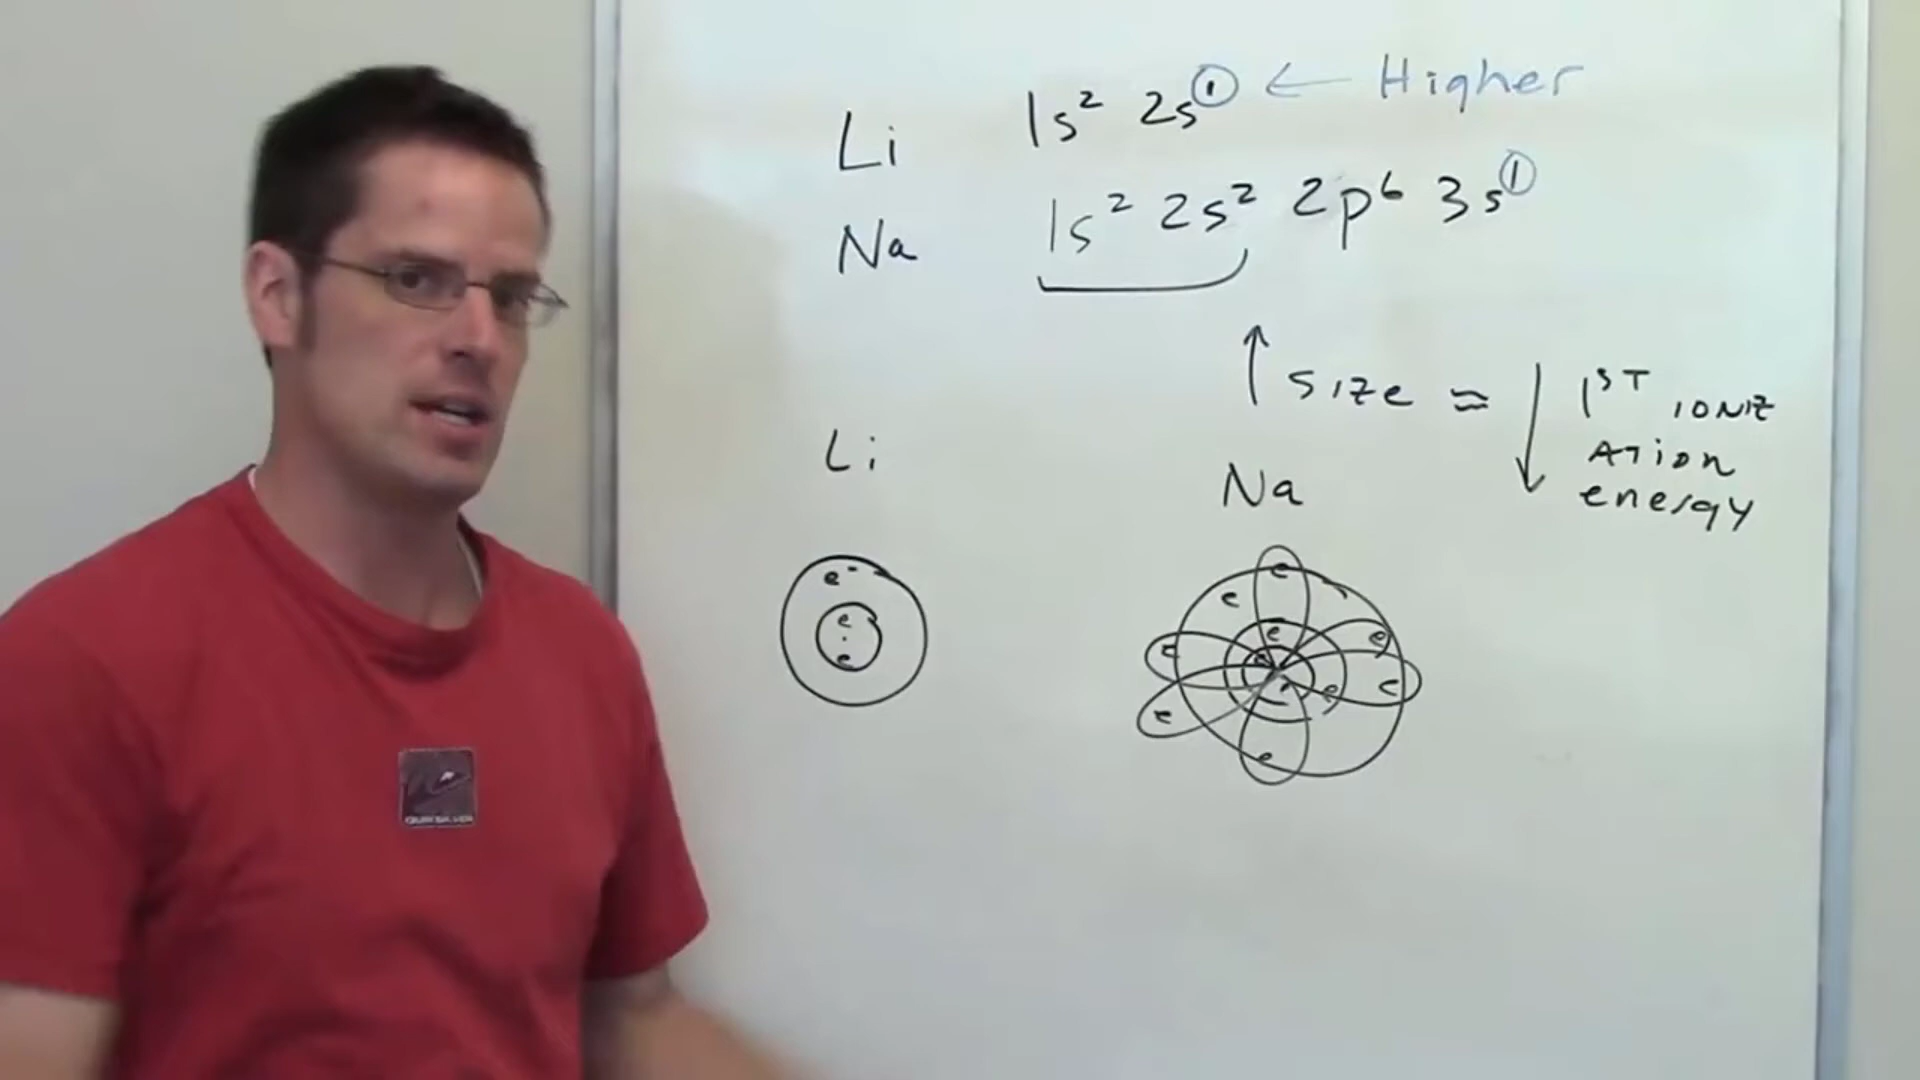 Li 1s² 2s¹ ← Higher
Na 1s² 2s² 2p⁶ 3s¹
↑ size ≈ ↓ 1ST IONIZ
ATion
energy
Li
Na
e-
e
e
e
e
e
e
e
e
e
e
e
e